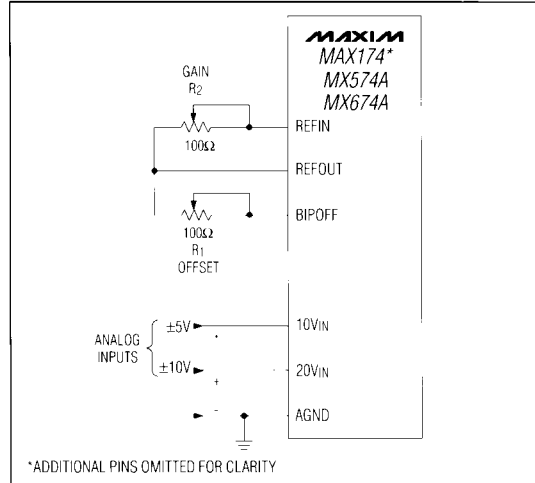 MAXIM
MAX174*
MX574A
MX674A
GAIN
R2
100Ω
REFIN
REFOUT
BIPOFF
100Ω
R1
OFFSET
ANALOG
INPUTS
±5V
10VIN
±10V
20VIN
+
-
AGND
*ADDITIONAL PINS OMITTED FOR CLARITY